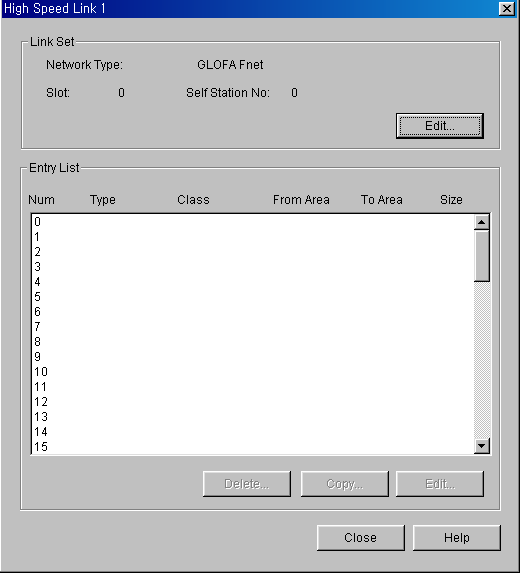 High Speed Link 1
Link Set
Network Type: GLOFA Fnet
Slot: 0 Self Station No: 0
Edit...
Entry List
Num Type Class From Area To Area Size
0
1
2
3
4
5
6
7
8
9
10
11
12
13
14
15
Delete... Copy... Edit...
Close Help